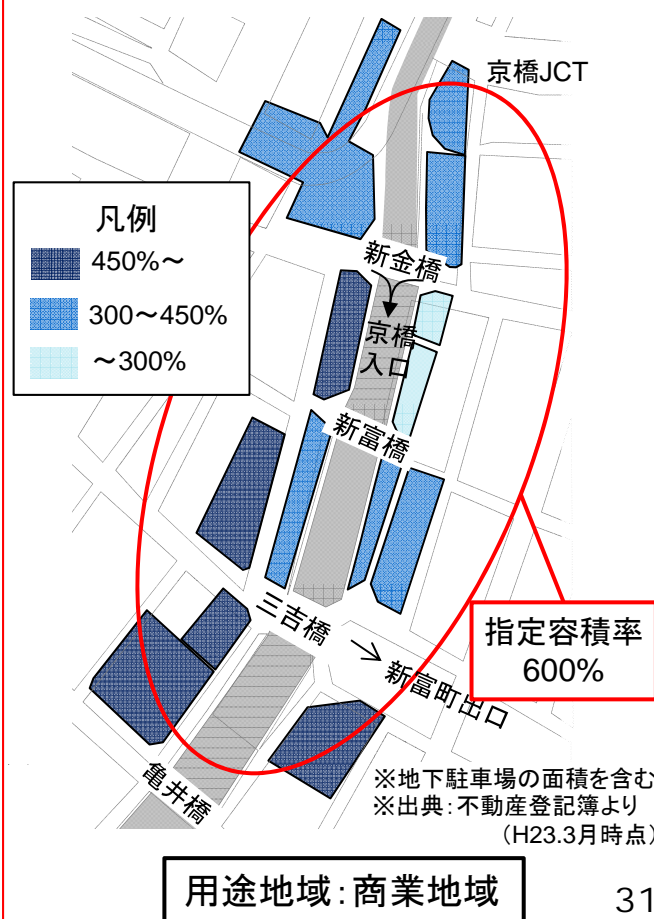 京橋JCT
凡例
450%~
300~450%
~300%
新金橋
京橋
入口
新富橋
三吉橋
→
新富町出口
指定容積率
600%
亀井橋
※地下駐車場の面積を含む
※出典:不動産登記簿より
(H23.3月時点)
用途地域:商業地域
31